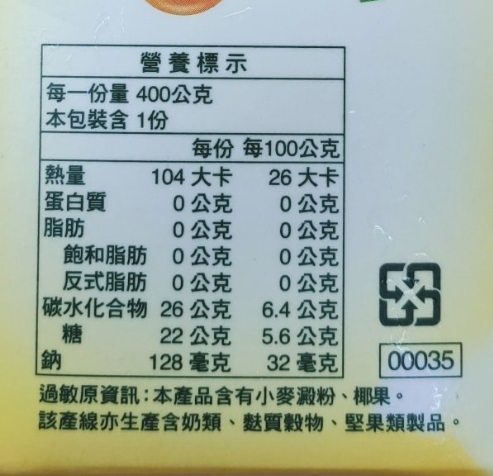 營養標示
每一份量 400公克
本包裝含 1份
每份 每100公克
熱量 104 大卡 26 大卡
蛋白質 0 公克 0 公克
脂肪 0 公克 0 公克
飽和脂肪 0 公克 0 公克
反式脂肪 0 公克 0 公克
碳水化合物 26 公克 6.4 公克
糖 22 公克 5.6 公克
鈉 128 毫克 32 毫克
00035
過敏原資訊:本產品含有小麥澱粉、椰果。
該產線亦生產含奶類、麩質穀物、堅果類製品。